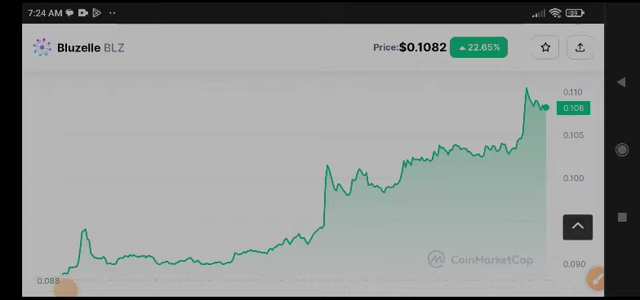 7:24 AM
Bluzelle BLZ
Price:$0.1082 ▲ 22.65%
0.110
0.108
0.105
0.100
0.090
0.088
CoinMarketCap